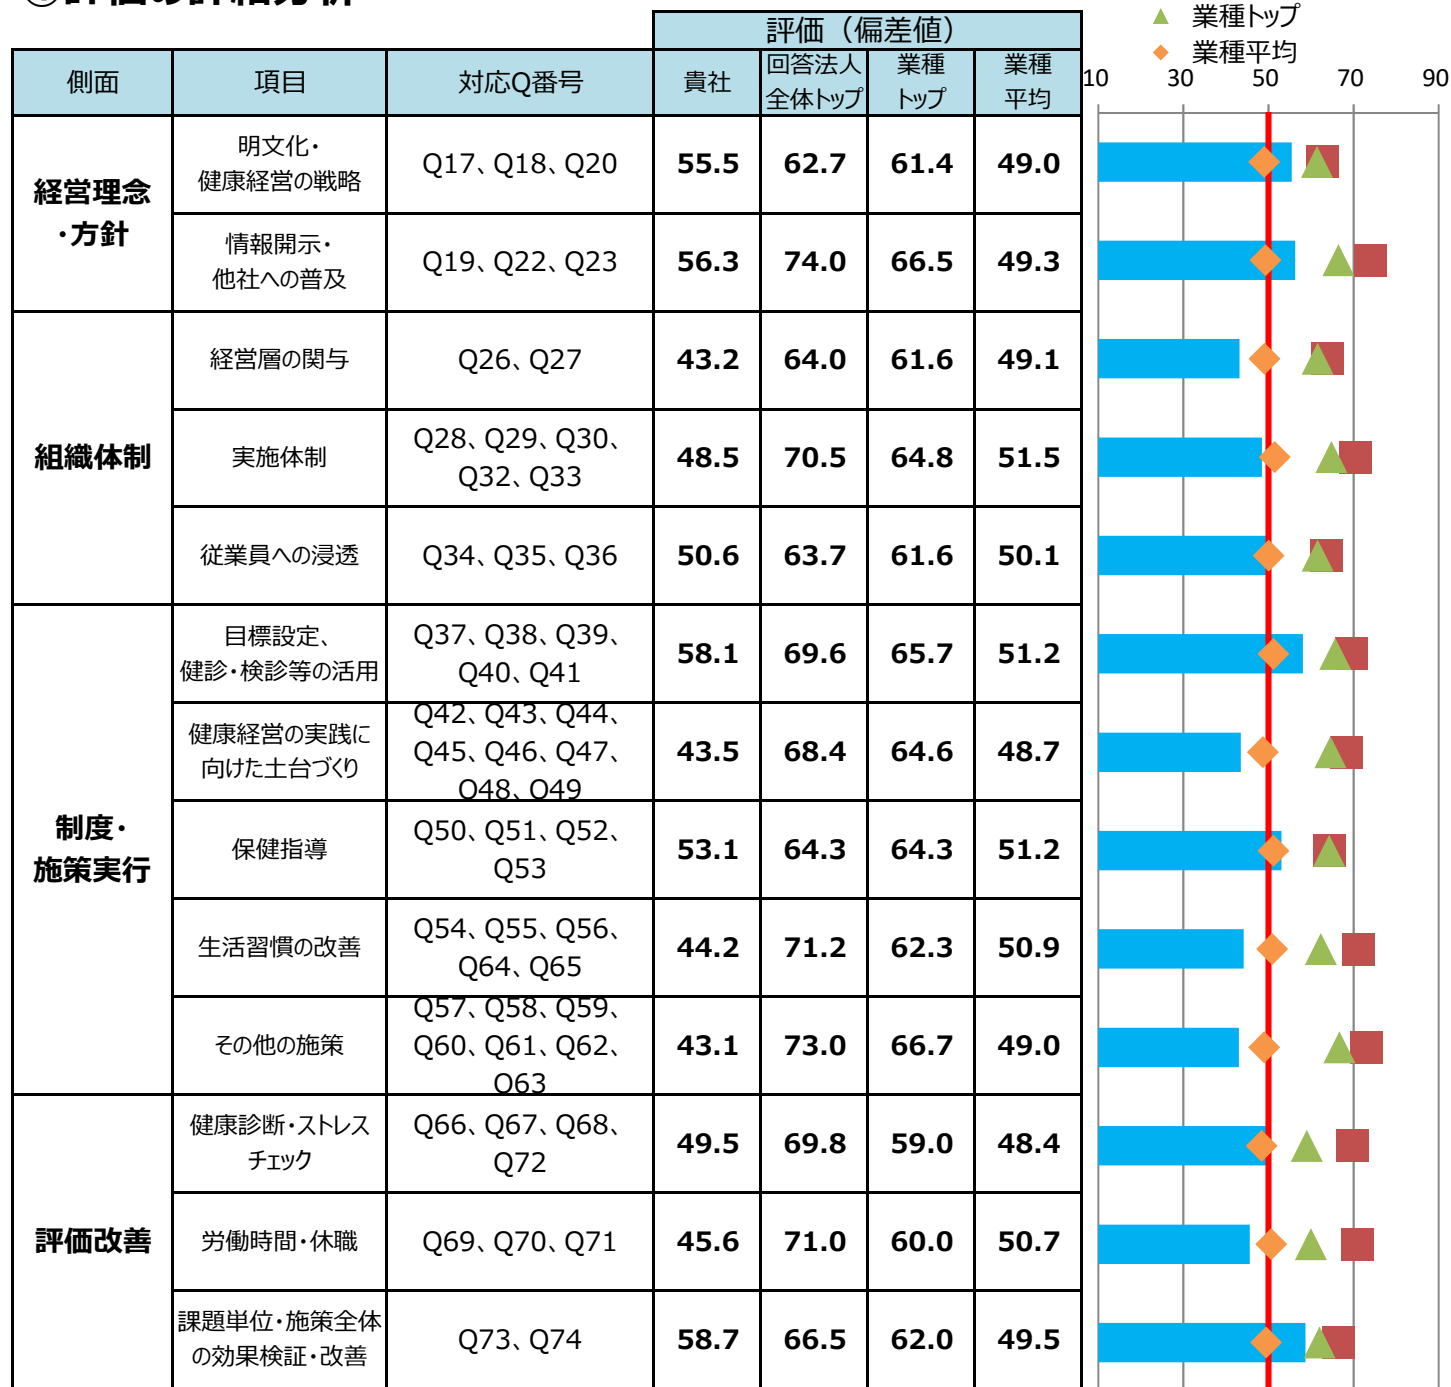 ▲ 業種トップ
◆ 業種平均
評価（偏差値）
側面 項目 対応Q番号 貴社 回答法人 業種 業種
全体トップ トップ 平均
10 30 50 70 90
経営理念
・方針
明文化・
健康経営の戦略
Q17、Q18、Q20 55.5 62.7 61.4 49.0
情報開示・
他社への普及
Q19、Q22、Q23 56.3 74.0 66.5 49.3
組織体制
経営層の関与 Q26、Q27 43.2 64.0 61.6 49.1
実施体制
Q28、Q29、Q30、
Q32、Q33
48.5 70.5 64.8 51.5
従業員への浸透 Q34、Q35、Q36 50.6 63.7 61.6 50.1
制度・
施策実行
目標設定、
健診・検診等の活用
Q37、Q38、Q39、
Q40、Q41
58.1 69.6 65.7 51.2
健康経営の実践に
向けた土台づくり
Q42、Q43、Q44、
Q45、Q46、Q47、
Q48、Q49
43.5 68.4 64.6 48.7
保健指導
Q50、Q51、Q52、
Q53
53.1 64.3 64.3 51.2
生活習慣の改善
Q54、Q55、Q56、
Q64、Q65
44.2 71.2 62.3 50.9
その他の施策
Q57、Q58、Q59、
Q60、Q61、Q62、
Q63
43.1 73.0 66.7 49.0
評価改善
健康診断・ストレス
チェック
Q66、Q67、Q68、
Q72
49.5 69.8 59.0 48.4
労働時間・休職 Q69、Q70、Q71 45.6 71.0 60.0 50.7
課題単位・施策全体
の効果検証・改善
Q73、Q74 58.7 66.5 62.0 49.5